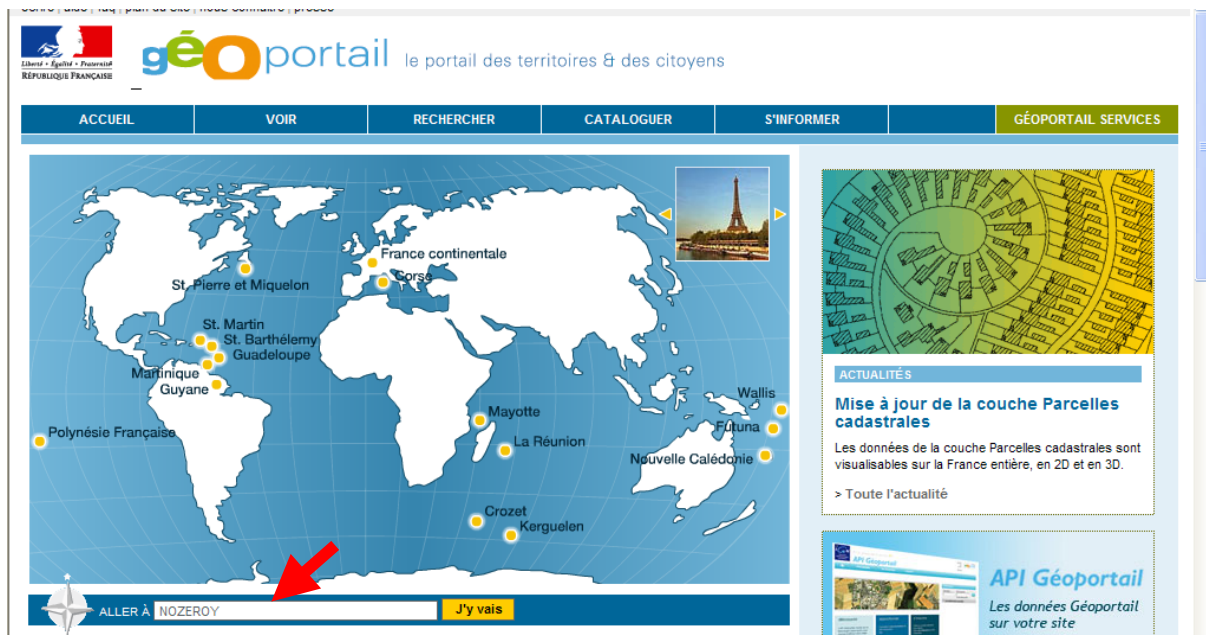 Liberté • Égalité • Fraternité
RÉPUBLIQUE FRANÇAISE
géoportail le portail des territoires & des citoyens
ACCUEIL VOIR RECHERCHER CATALOGUER S'INFORMER GÉOPORTAIL SERVICES
France continentale
Corse
St. Pierre et Miquelon
St. Martin
St. Barthélemy
Guadeloupe
Martinique
Guyane
Wallis
Mayotte
Futuna
Polynésie Française
La Réunion
Nouvelle Calédonie
Crozet
Kerguelen
ALLER À NOZEROY J'y vais
ACTUALITÉS
Mise à jour de la couche Parcelles
cadastrales
Les données de la couche Parcelles cadastrales sont
visualisables sur la France entière, en 2D et en 3D.
> Toute l'actualité
API Géoportail
API Géoportail
Les données Géoportail
sur votre site